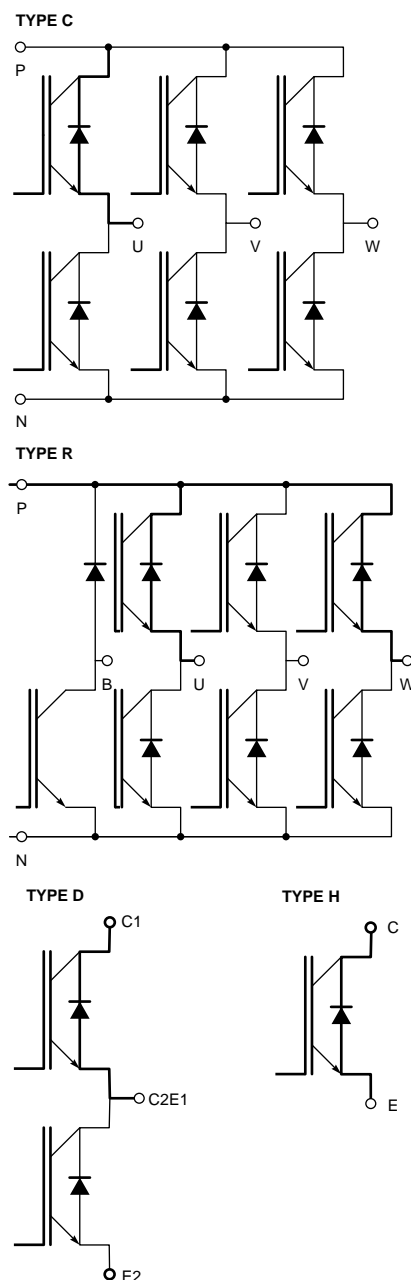 TYPE C
P
U V W
N
TYPE R
P
B U V W
N
TYPE D TYPE H
C1 C
C2E1 E
E2